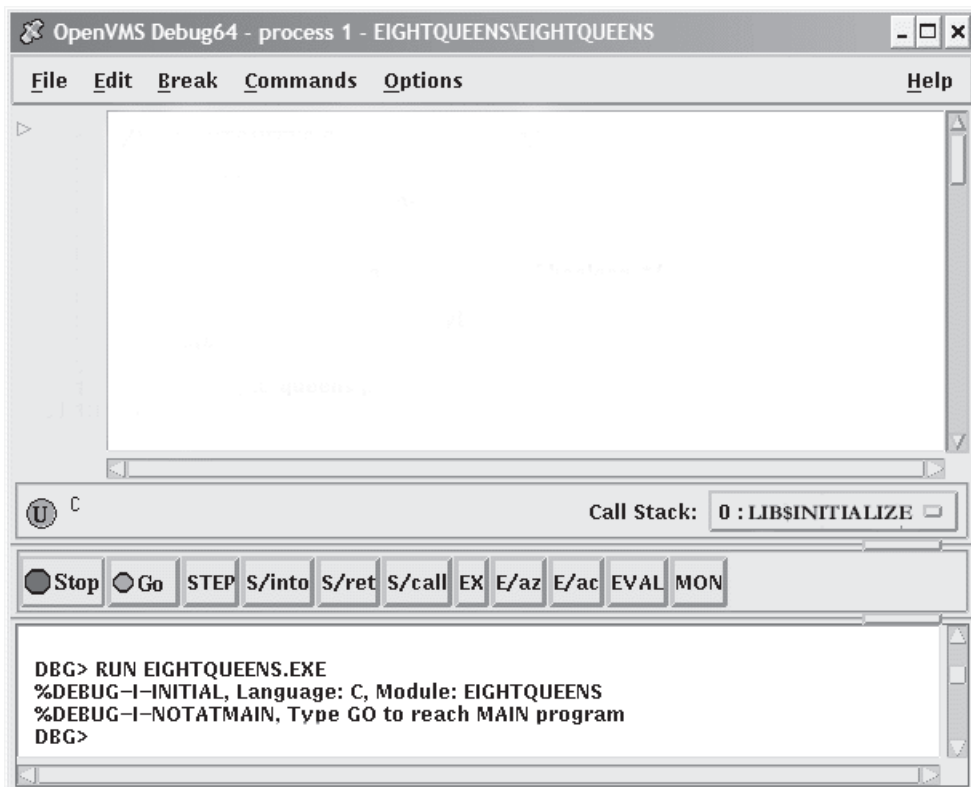 OpenVMS Debug64 - process 1 - EIGHTQUEENS\EIGHTQUEENS
File Edit Break Commands Options Help
U C Call Stack: 0 : LIB$INITIALIZE
Stop Go STEP S/into S/ret S/call EX E/az E/ac EVAL MON
DBG> RUN EIGHTQUEENS.EXE
%DEBUG-I-INITIAL, Language: C, Module: EIGHTQUEENS
%DEBUG-I-NOTATMAIN, Type GO to reach MAIN program
DBG>